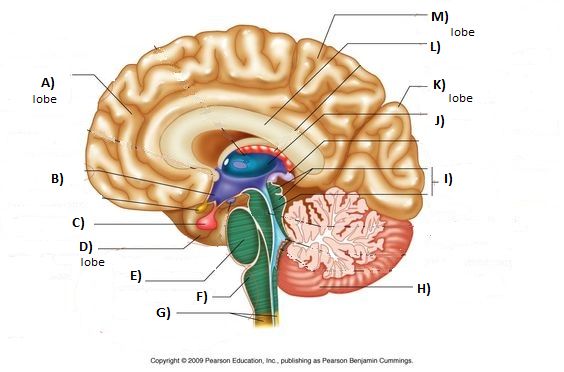 M)
lobe
L)
A)
lobe
K)
lobe
J)
B)
I)
C)
D)
lobe
E)
F)
H)
G)
Copyright © 2009 Pearson Education, Inc., publishing as Pearson Benjamin Cummings.